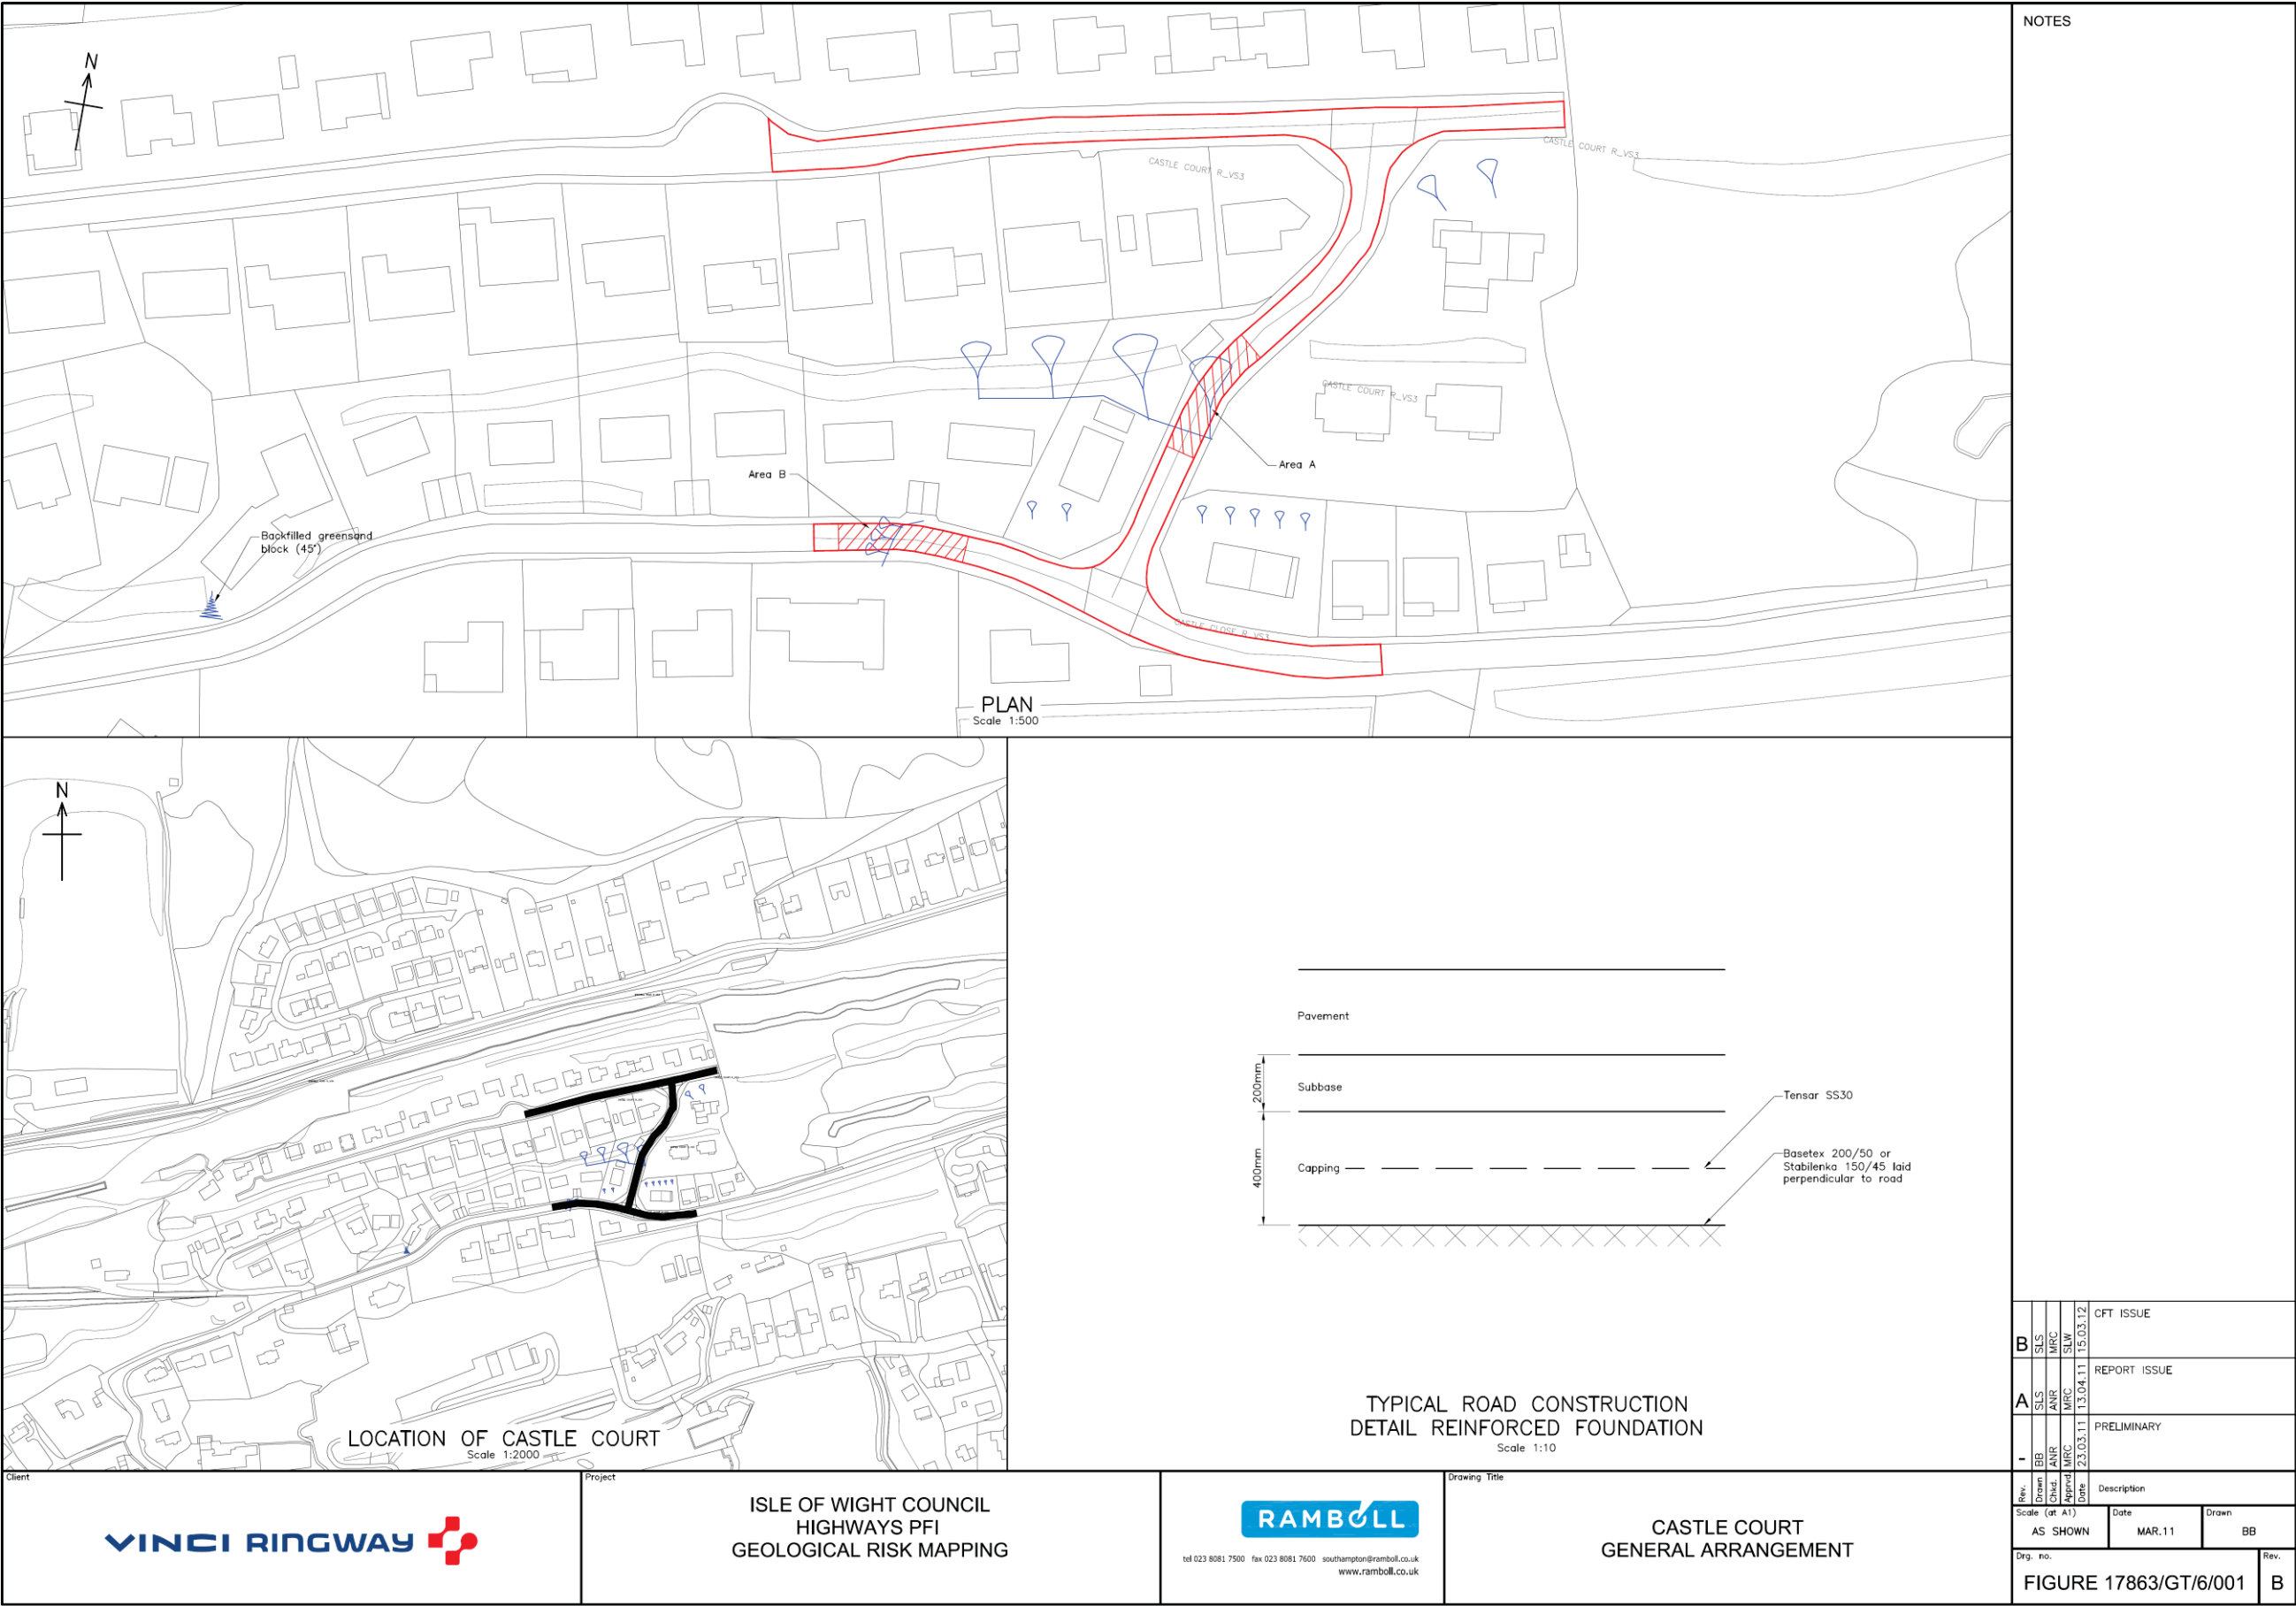 NOTES
N
CASTLE COURT R_VS3
CASTLE COURT R_VS3
CASTLE COURT R_VS3
Area B
Area A
Backfilled greensand
block (45°)
CASTLE CLOSE R_VS3
PLAN
Scale 1:500
N
LOCATION OF CASTLE COURT
Scale 1:2000
Pavement
200mm
Subbase
Tensar SS30
400mm
Capping
Basetex 200/50 or
Stabilenka 150/45 laid
perpendicular to road
TYPICAL ROAD CONSTRUCTION
DETAIL REINFORCED FOUNDATION
Scale 1:10
B SLS MRC SLW 15.03.12 CFT ISSUE
A SLS ANR MRC 13.04.11 REPORT ISSUE
- BB ANR MRC 23.03.11 PRELIMINARY
Rev. Drawn Chkd. Apprvd. Date Description
Client
VINCI RINGWAY
Project
ISLE OF WIGHT COUNCIL
HIGHWAYS PFI
GEOLOGICAL RISK MAPPING
RAMBOLL
tel 023 8081 7500 fax 023 8081 7600 southampton@ramboll.co.uk
www.ramboll.co.uk
Drawing Title
CASTLE COURT
GENERAL ARRANGEMENT
Scale (at A1)
AS SHOWN
Date
MAR.11
Drawn
BB
Drg. no.
FIGURE 17863/GT/6/001
Rev.
B